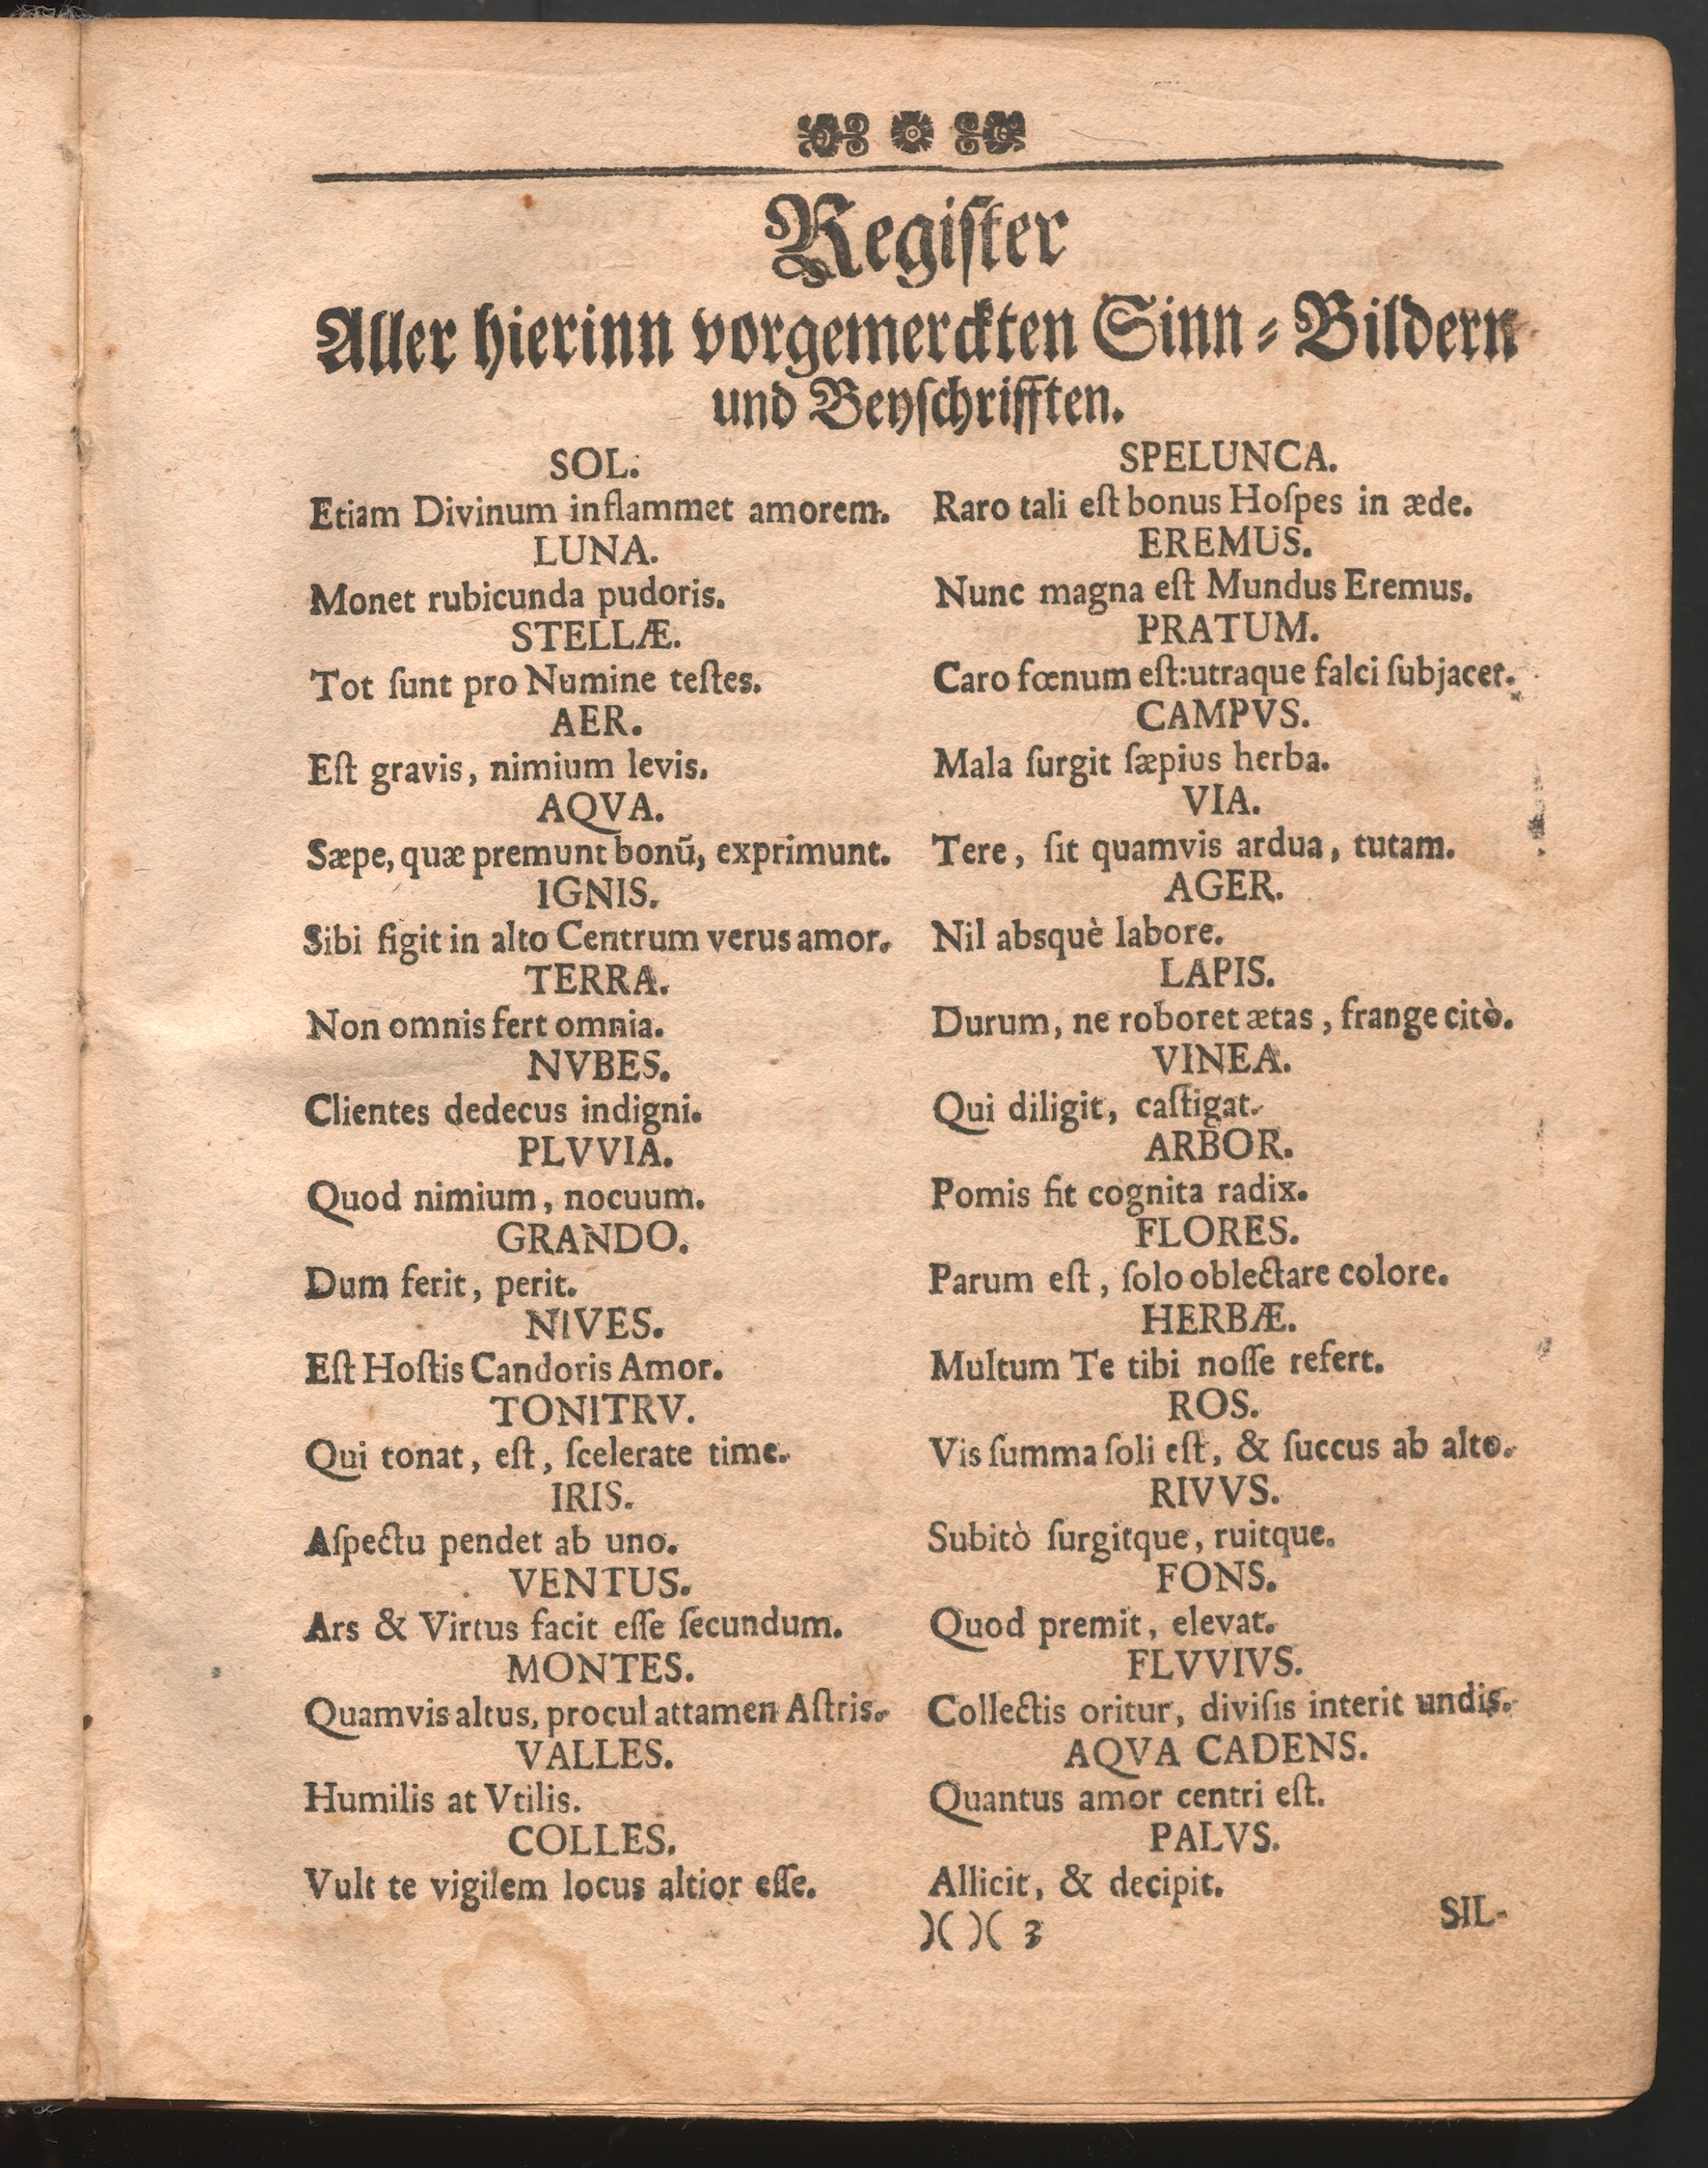 Regiſter
Aller hierinn vorgemerckten Sinn⸗Bildern
und Beyſchrifften.
SOL.
Etiam Divinum inflammet amorem.
LUNA.
Monet rubicunda pudoris.
STELLÆ.
Tot ſunt pro Numine teſtes.
AER.
Eſt gravis, nimium levis.
AQVA.
Sæpe, quæ premunt bonũ, exprimunt.
IGNIS.
Sibi figit in alto Centrum verus amor.
TERRA.
Non omnis fert omnia.
NVBES.
Clientes dedecus indigni.
PLVVIA.
Quod nimium, nocuum.
GRANDO.
Dum ferit, perit.
NIVES.
Eſt Hoſtis Candoris Amor.
TONITRV.
Qui tonat, eſt, ſcelerate time.
IRIS.
Aſpectu pendet ab uno.
VENTUS.
Ars & Virtus facit eſſe ſecundum.
MONTES.
Quamvis altus, procul attamen Aſtris.
VALLES.
Humilis at Vtilis.
COLLES.
Vult te vigilem locus altior eſſe.
SPELUNCA.
Raro tali eſt bonus Hoſpes in æde.
EREMUS.
Nunc magna eſt Mundus Eremus.
PRATUM.
Caro fœnum eſt:utraque falci ſubjacet.
CAMPVS.
Mala ſurgit ſæpius herba.
VIA.
Tere, ſit quamvis ardua, tutam.
AGER.
Nil absquè labore.
LAPIS.
Durum, ne roboret ætas, frange citò.
VINEA.
Qui diligit, caſtigat.
ARBOR.
Pomis fit cognita radix.
FLORES.
Parum eſt, ſolo oblectare colore.
HERBÆ.
Multum Te tibi noſſe refert.
ROS.
Vis ſumma ſoli eſt, & ſuccus ab alto.
RIVVS.
Subitò ſurgitque, ruitque.
FONS.
Quod premit, elevat.
FLVVIVS.
Collectis oritur, diviſis interit undis.
AQVA CADENS.
Quantus amor centri eſt.
PALVS.
Allicit, & decipit.
)( )( 3
SIL-